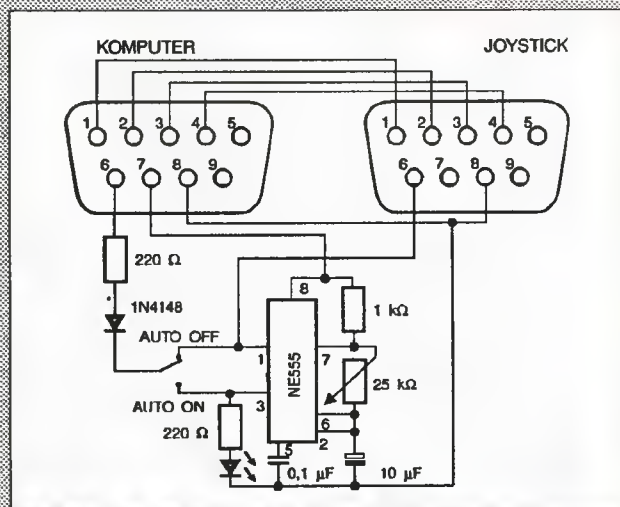 KOMPUTER
JOYSTICK
1 2 3 4 5
1 2 3 4 5
6 7 8 9
6 7 8 9
220 Ω
1N4148
AUTO OFF
8
1 kΩ
1
NE555
7
25 kΩ
AUTO ON
3
6
220 Ω
2
5
0,1 µF
10 µF